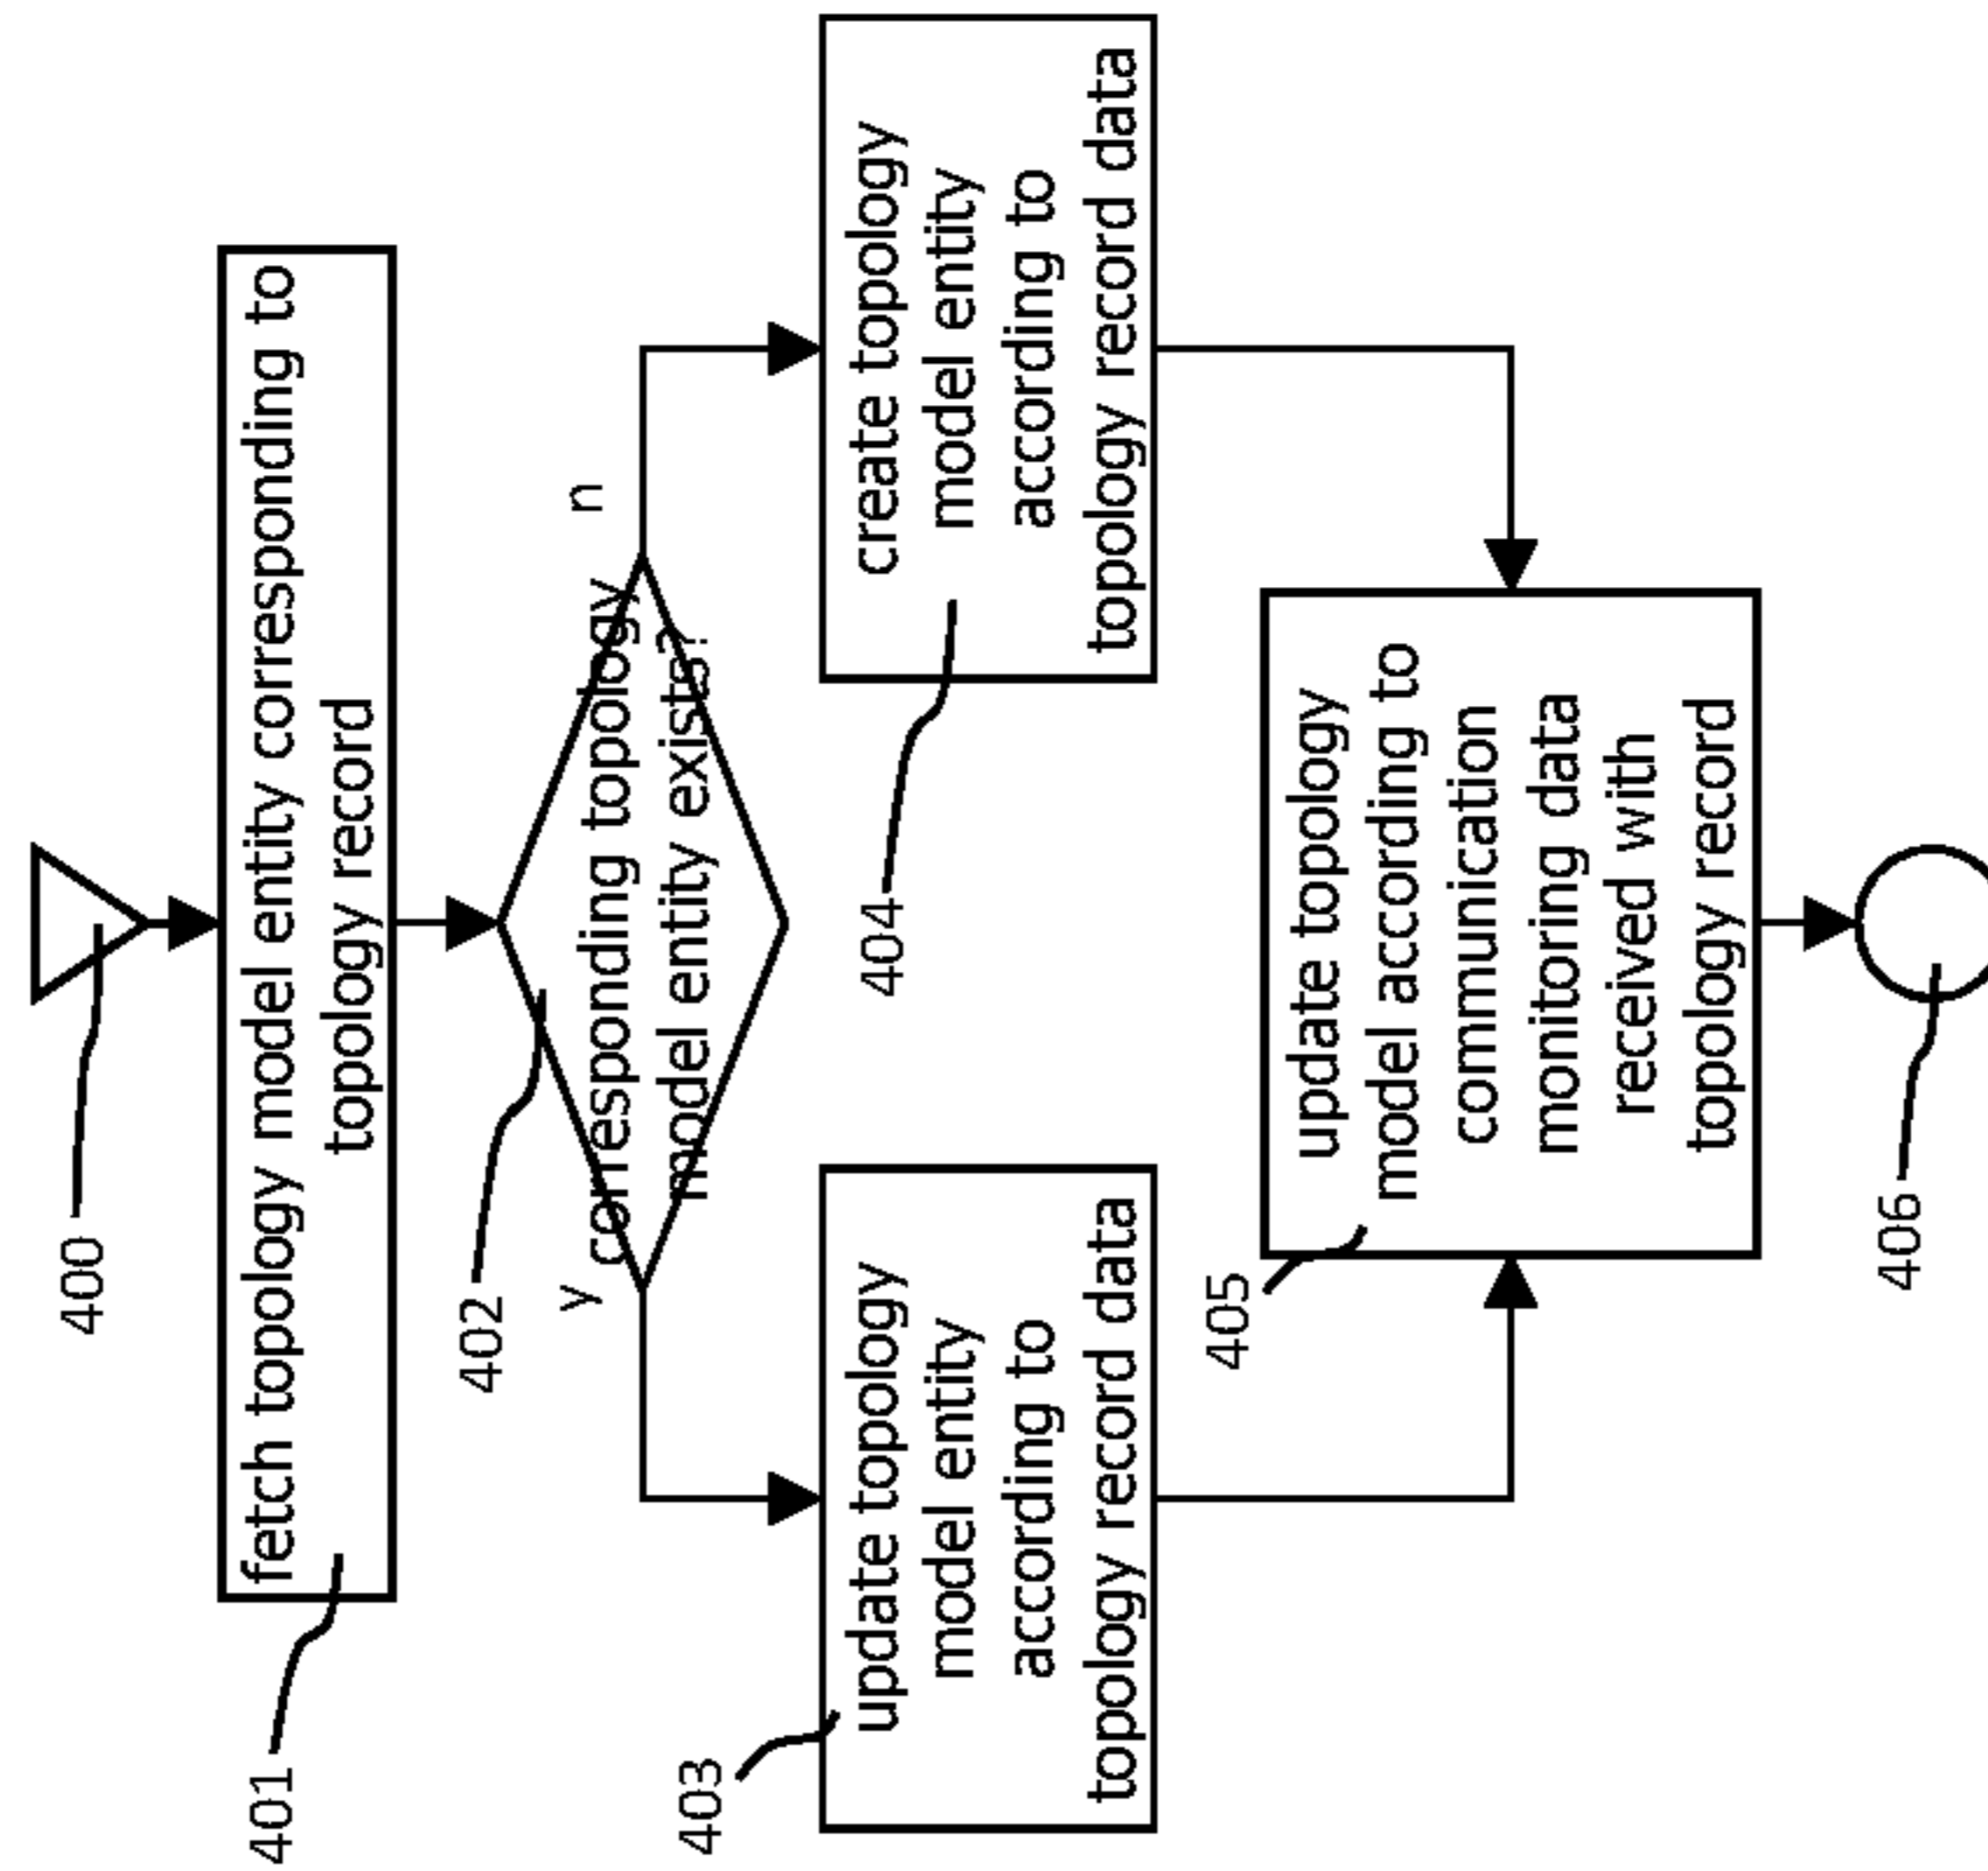 400
fetch topology model entity corresponding to
topology record
401
402
corresponding topology
model entity exists?
y
n
update topology
model entity
according to
topology record data
403
create topology
model entity
according to
topology record data
404
update topology
model according to
communication
monitoring data
received with
topology record
405
406